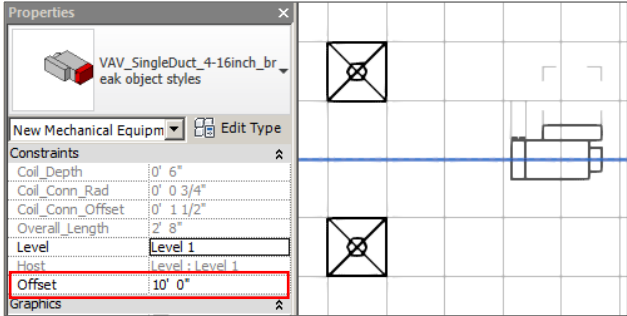 Properties
VAV_SingleDuct_4-16inch_br
eak object styles
New Mechanical Equipm
Edit Type
Constraints
Coil_Depth 0' 6"
Coil_Conn_Rad 0' 0 3/4"
Coil_Conn_Offset 0' 1 1/2"
Overall_Length 2' 8"
Level Level 1
Host Level : Level 1
Offset 10' 0"
Graphics